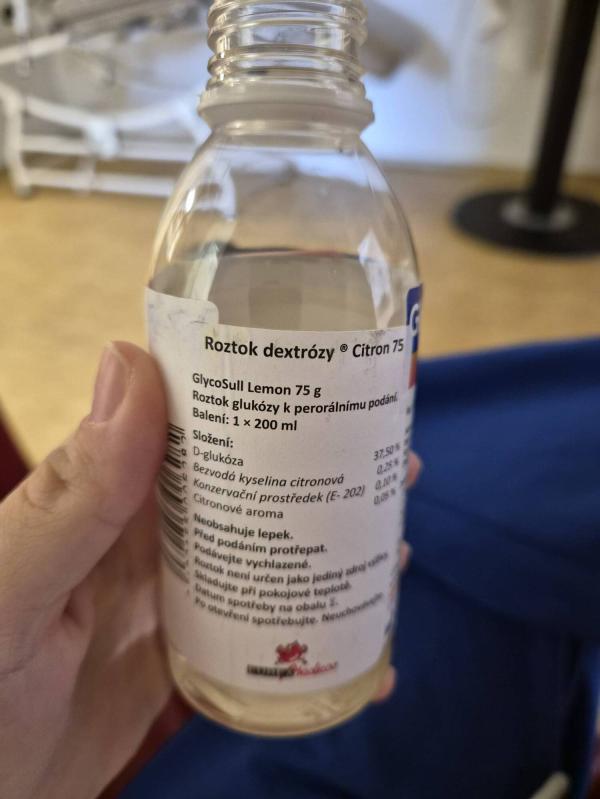 Roztok dextrózy ® Citron 75
GlycoSull Lemon 75 g
Roztok glukózy k perorálnímu podání.
Balení: 1 × 200 ml
Složení:
D-glukóza 37,50 %
Bezvodá kyselina citronová 0,25 %
Konzervační prostředek (E- 202) 0,10 %
Citronové aroma 0,05 %
Neobsahuje lepek.
Před podáním protřepat.
Podávejte vychlazené.
Roztok není určen jako jediný zdroj výživy.
Skladujte při pokojové teplotě.
Datum spotřeby na obalu
Po otevření spotřebujte. Neuchovávejte.
G